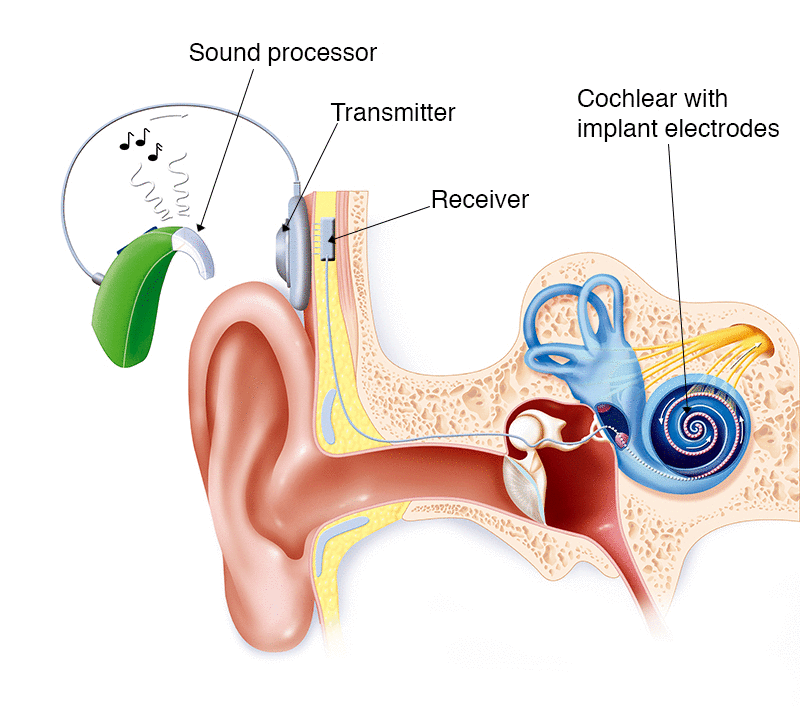 Sound processor
Transmitter
Cochlear with
implant electrodes
Receiver